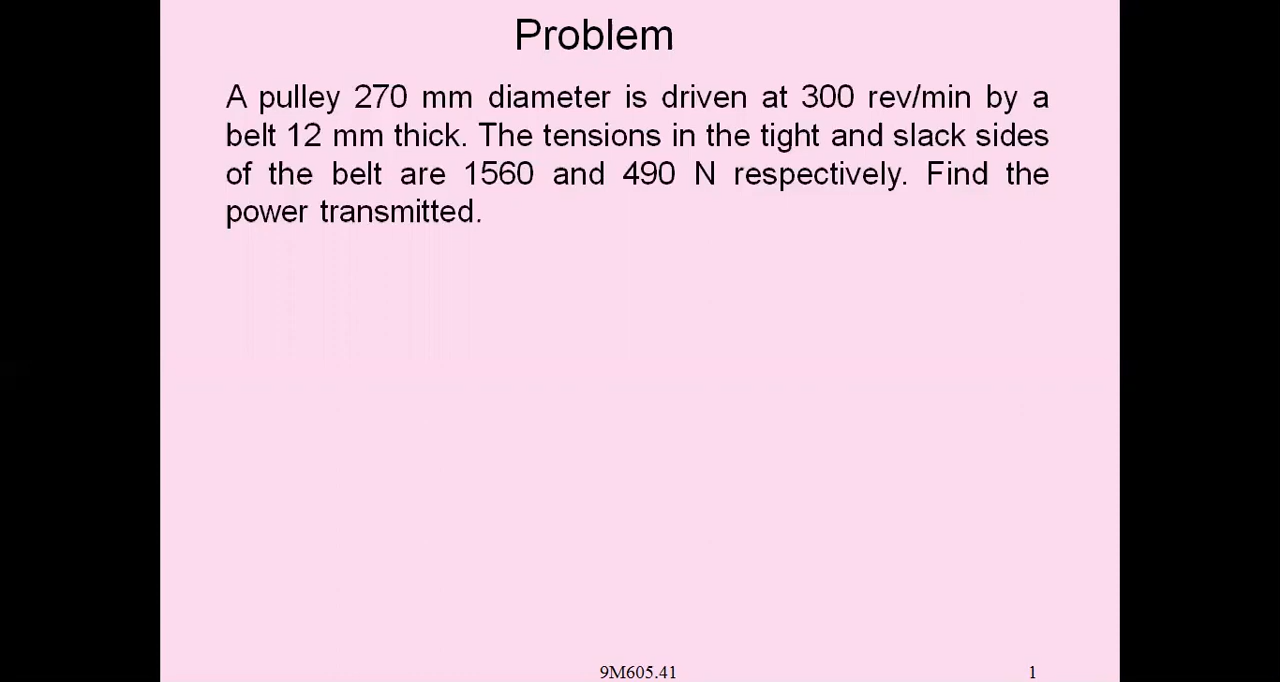 Problem
A pulley 270 mm diameter is driven at 300 rev/min by a
belt 12 mm thick. The tensions in the tight and slack sides
of the belt are 1560 and 490 N respectively. Find the
power transmitted.
9M605.41
1